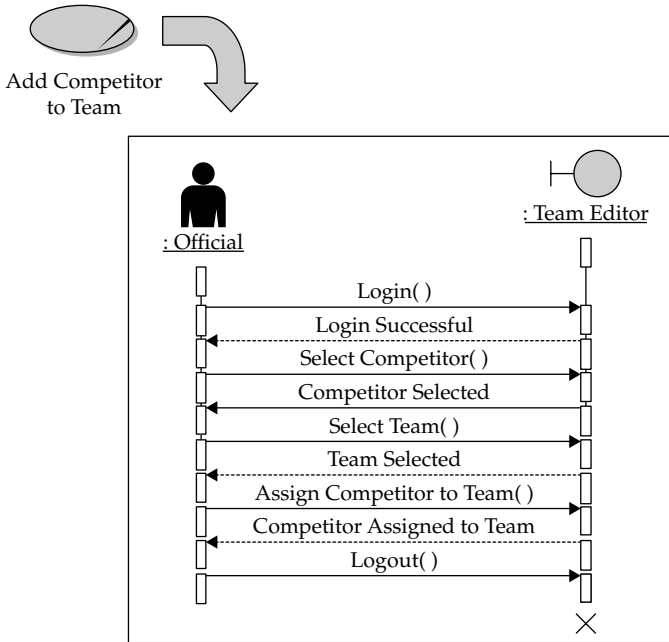 Add Competitor
to Team
: Official
: Team Editor
Login( )
Login Successful
Select Competitor( )
Competitor Selected
Select Team( )
Team Selected
Assign Competitor to Team( )
Competitor Assigned to Team
Logout( )